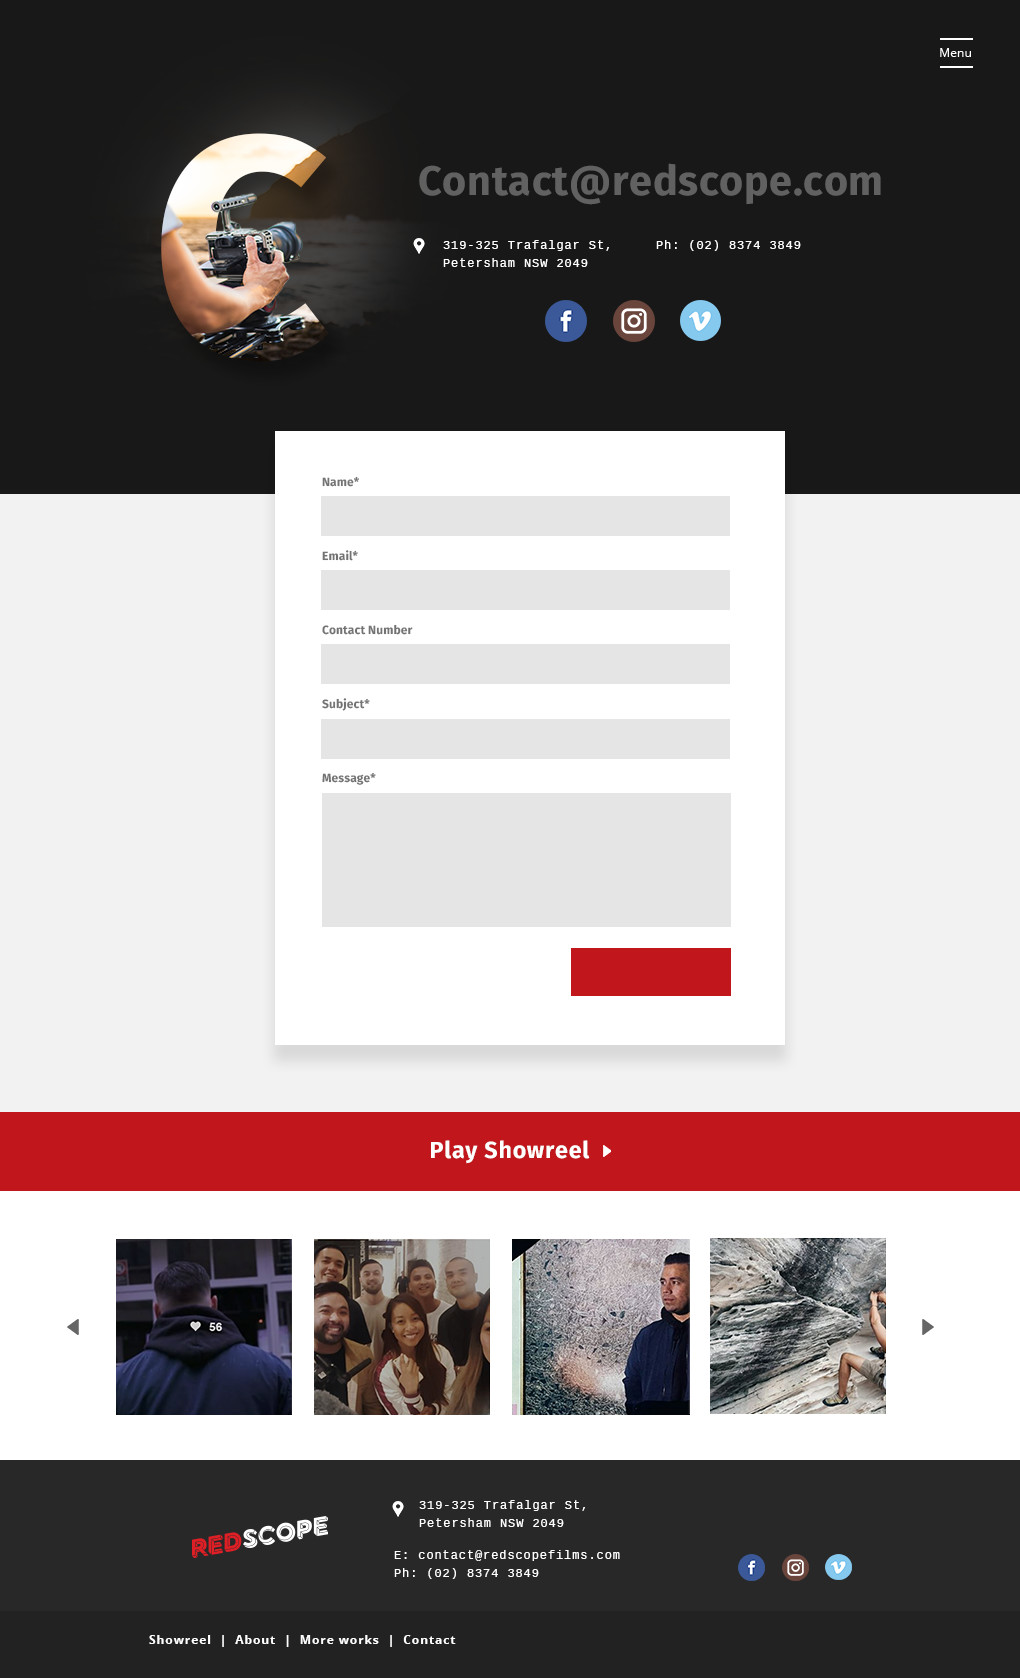 Menu
Contact@redscope.com
319-325 Trafalgar St,
Petersham NSW 2049
Ph: (02) 8374 3849
Name*
Email*
Contact Number
Subject*
Message*
Play Showreel
56
REDSCOPE
319-325 Trafalgar St,
Petersham NSW 2049
E: contact@redscopefilms.com
Ph: (02) 8374 3849
Showreel | About | More works | Contact